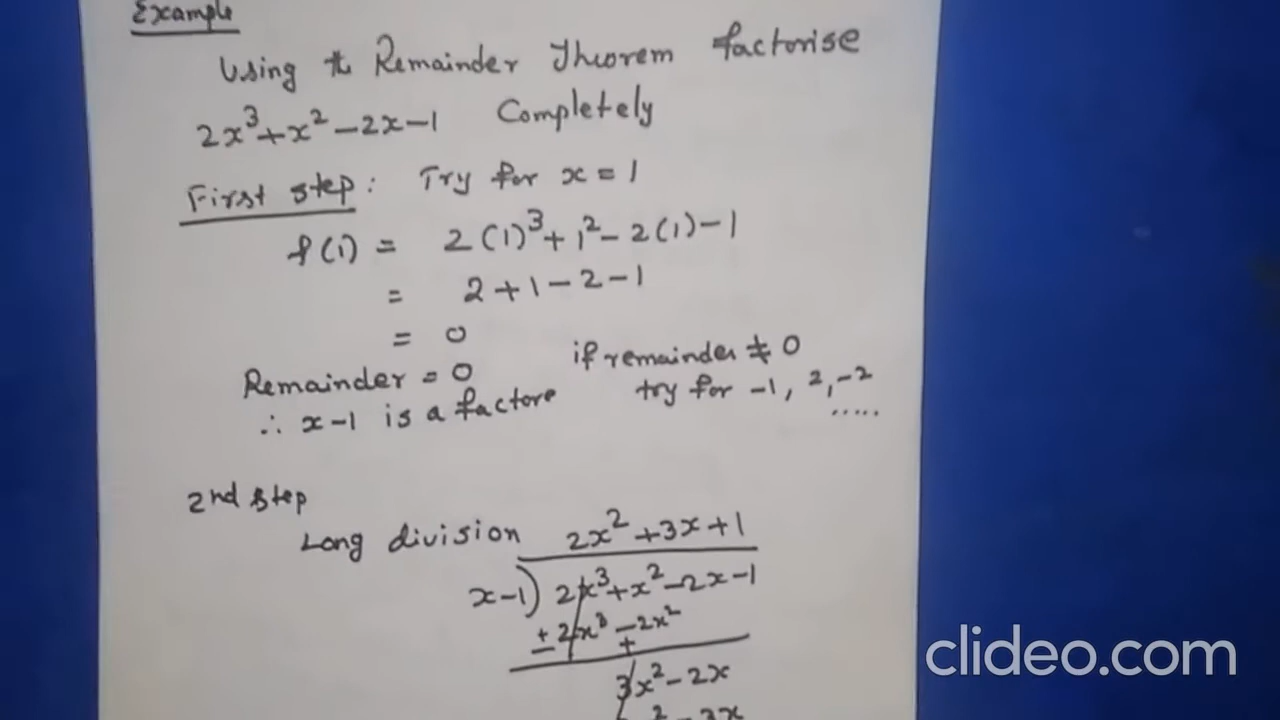 Example
Using the Remainder Theorem factorise
2x³+x²−2x−1 Completely
First step: Try for x = 1
f(1) = 2(1)³+1²−2(1)−1
= 2+1−2−1
= 0
Remainder = 0 if remainder ≠ 0
∴ x−1 is a factore try for −1, 2, −2
.....
2nd step
Long division 2x²+3x+1
x−1) 2x³+x²−2x−1
± 2x³ −2x²
+
3x²−2x
clideo.com